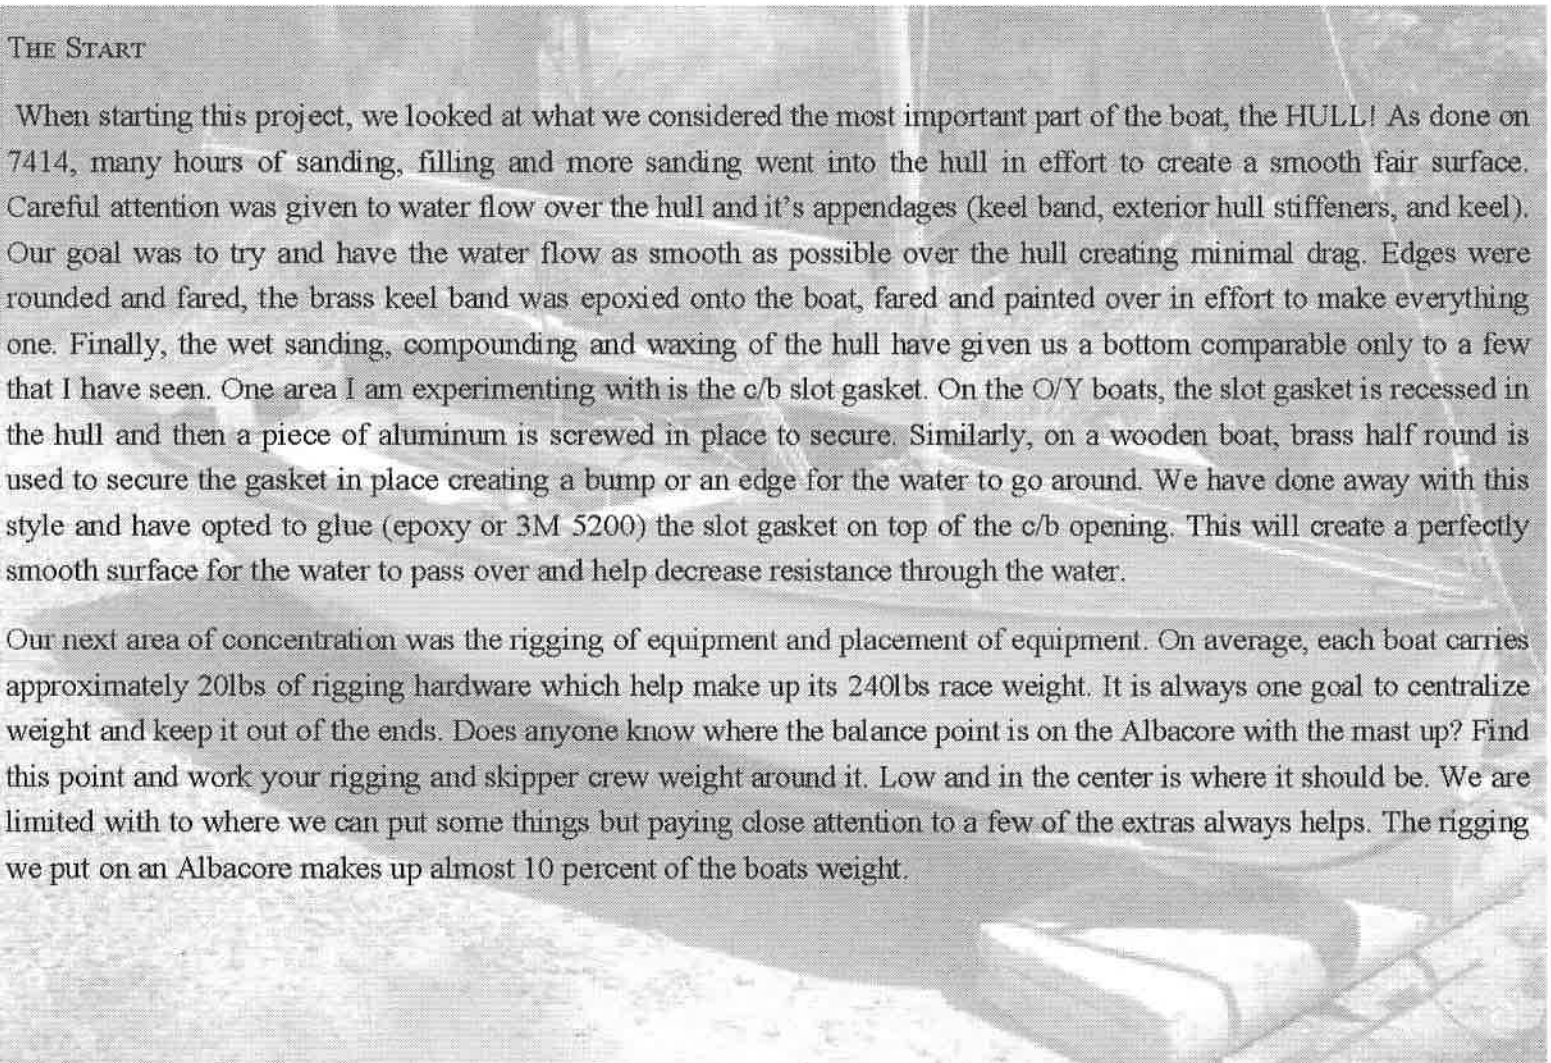 THE START
When starting this project, we looked at what we considered the most important part of the boat, the HULL! As done on
7414, many hours of sanding, filling and more sanding went into the hull in effort to create a smooth fair surface.
Careful attention was given to water flow over the hull and it's appendages (keel band, exterior hull stiffeners, and keel).
Our goal was to try and have the water flow as smooth as possible over the hull creating minimal drag. Edges were
rounded and fared, the brass keel band was epoxied onto the boat, fared and painted over in effort to make everything
one. Finally, the wet sanding, compounding and waxing of the hull have given us a bottom comparable only to a few
that I have seen. One area I am experimenting with is the c/b slot gasket. On the O/Y boats, the slot gasket is recessed in
the hull and then a piece of aluminum is screwed in place to secure. Similarly, on a wooden boat, brass half round is
used to secure the gasket in place creating a bump or an edge for the water to go around. We have done away with this
style and have opted to glue (epoxy or 3M 5200) the slot gasket on top of the c/b opening. This will create a perfectly
smooth surface for the water to pass over and help decrease resistance through the water.
Our next area of concentration was the rigging of equipment and placement of equipment. On average, each boat carries
approximately 20lbs of rigging hardware which help make up its 240lbs race weight. It is always one goal to centralize
weight and keep it out of the ends. Does anyone know where the balance point is on the Albacore with the mast up? Find
this point and work your rigging and skipper crew weight around it. Low and in the center is where it should be. We are
limited with to where we can put some things but paying close attention to a few of the extras always helps. The rigging
we put on an Albacore makes up almost 10 percent of the boats weight.